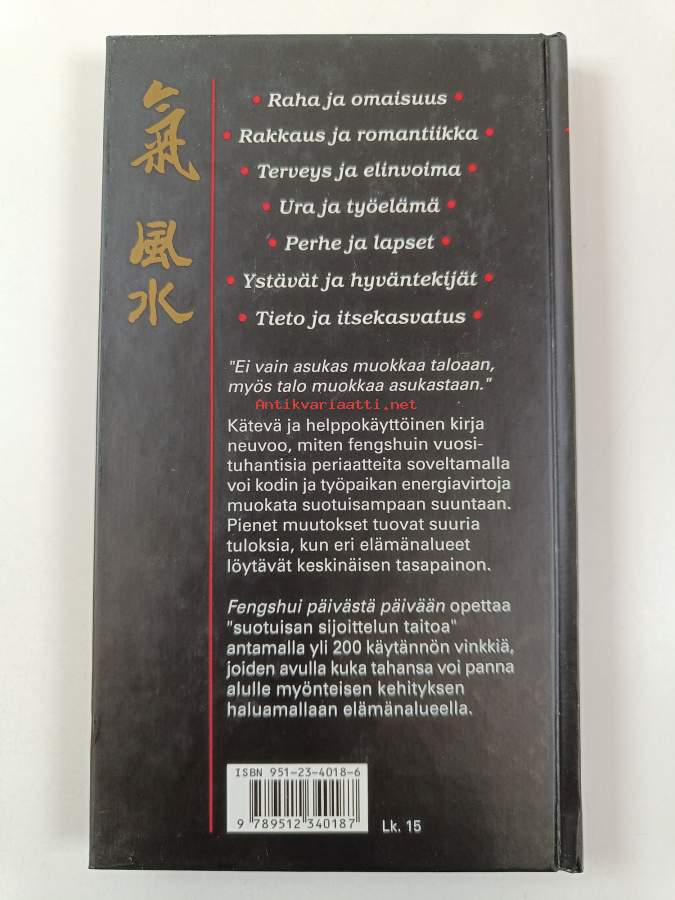 氣
風
水
• Raha ja omaisuus •
• Rakkaus ja romantiikka •
• Terveys ja elinvoima •
• Ura ja työelämä •
• Perhe ja lapset •
• Ystävät ja hyväntekijät •
• Tieto ja itsekasvatus •
"Ei vain asukas muokkaa taloaan,
myös talo muokkaa asukastaan."
Antikvariaatti.net
Kätevä ja helppokäyttöinen kirja
neuvoo, miten fengshuin vuosi-
tuhantisia periaatteita soveltamalla
voi kodin ja työpaikan energiavirtoja
muokata suotuisampaan suuntaan.
Pienet muutokset tuovat suuria
tuloksia, kun eri elämänalueet
löytävät keskinäisen tasapainon.
Fengshui päivästä päivään opettaa
"suotuisan sijoittelun taitoa"
antamalla yli 200 käytännön vinkkiä,
joiden avulla kuka tahansa voi panna
alulle myönteisen kehityksen
haluamallaan elämänalueella.
ISBN 951-23-4018-6
9 789512 340187
Lk. 15